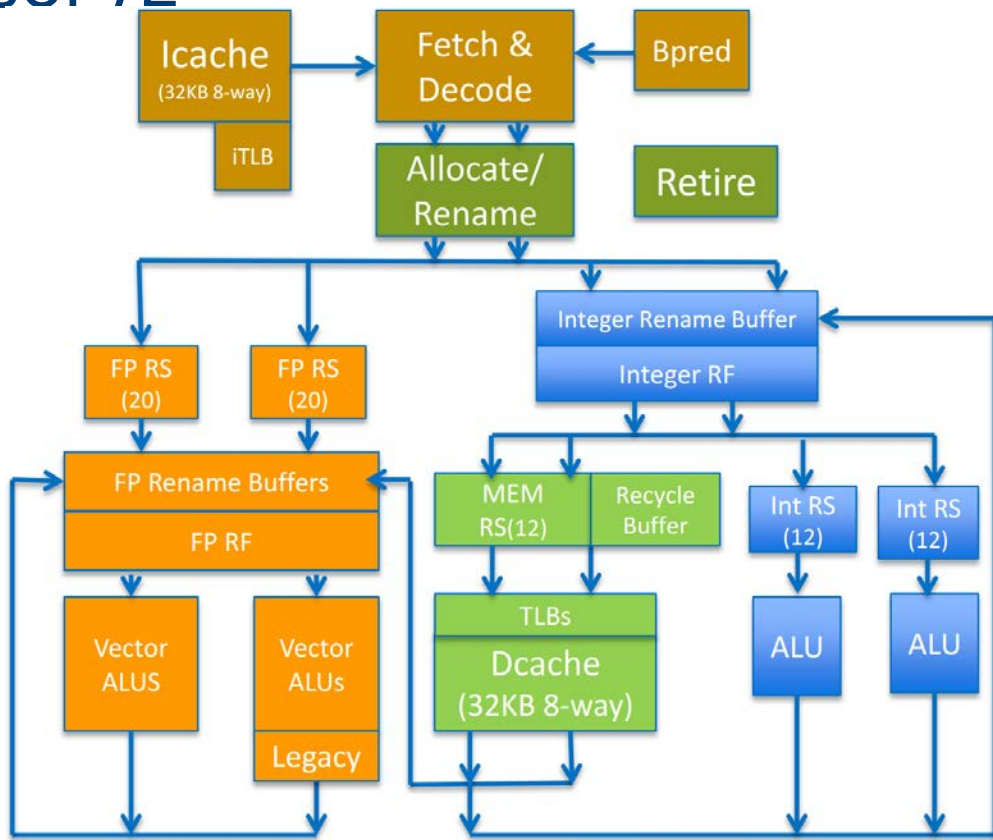 Icache
(32KB 8-way)
iTLB
Fetch &
Decode
Bpred
Allocate/
Rename
Retire
FP RS
(20)
FP RS
(20)
Integer Rename Buffer
Integer RF
FP Rename Buffers
FP RF
MEM
RS(12)
Recycle
Buffer
Int RS
(12)
Int RS
(12)
Vector
ALUS
Vector
ALUs
Legacy
TLBs
Dcache
(32KB 8-way)
ALU
ALU